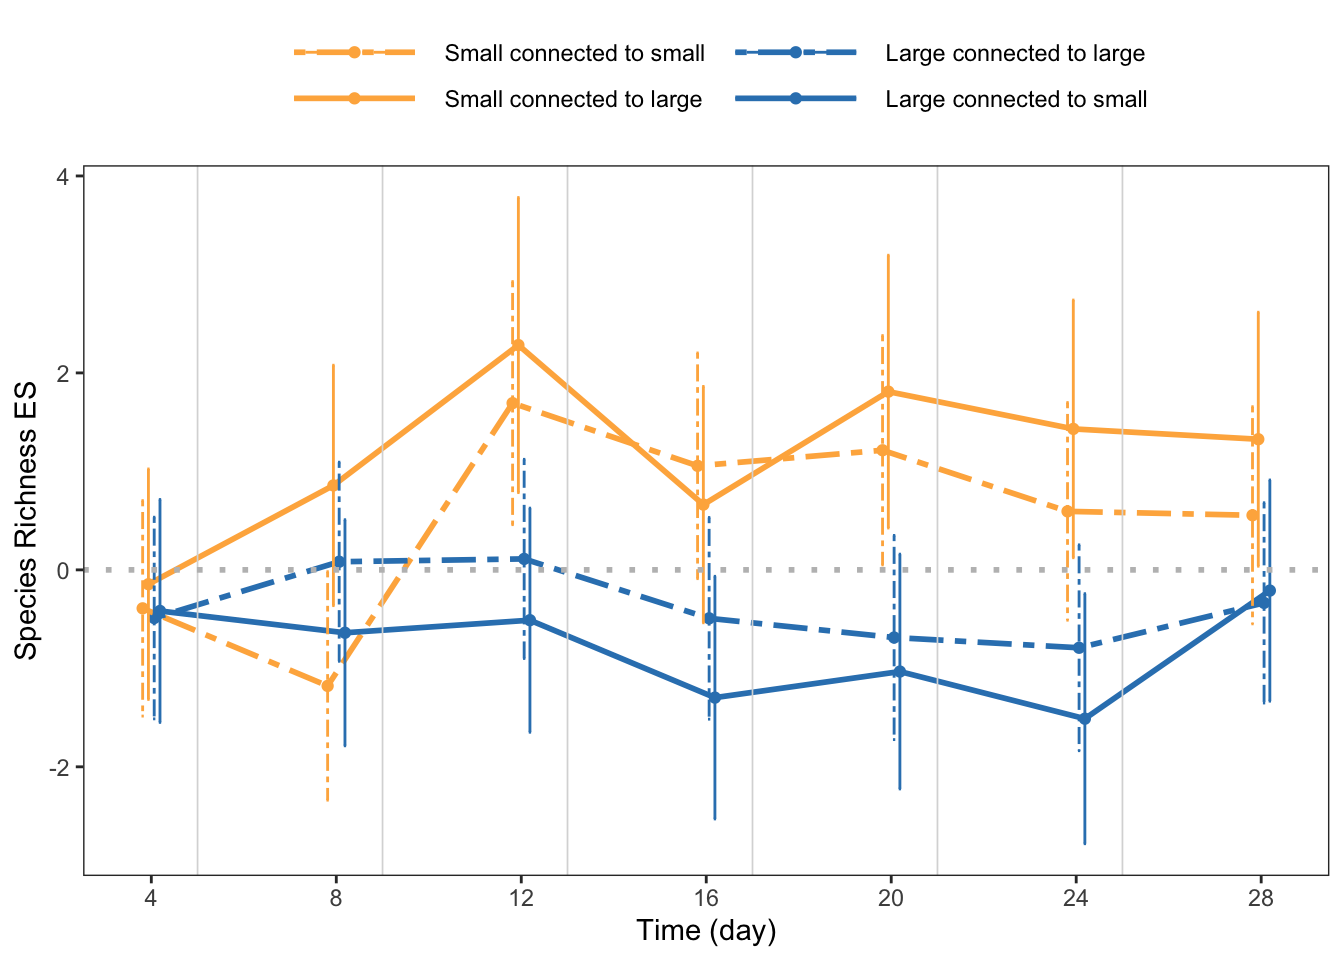 Small connected to small
Large connected to large
Small connected to large
Large connected to small
Species Richness ES
4
2
0
-2
4
8
12
16
20
24
28
Time (day)